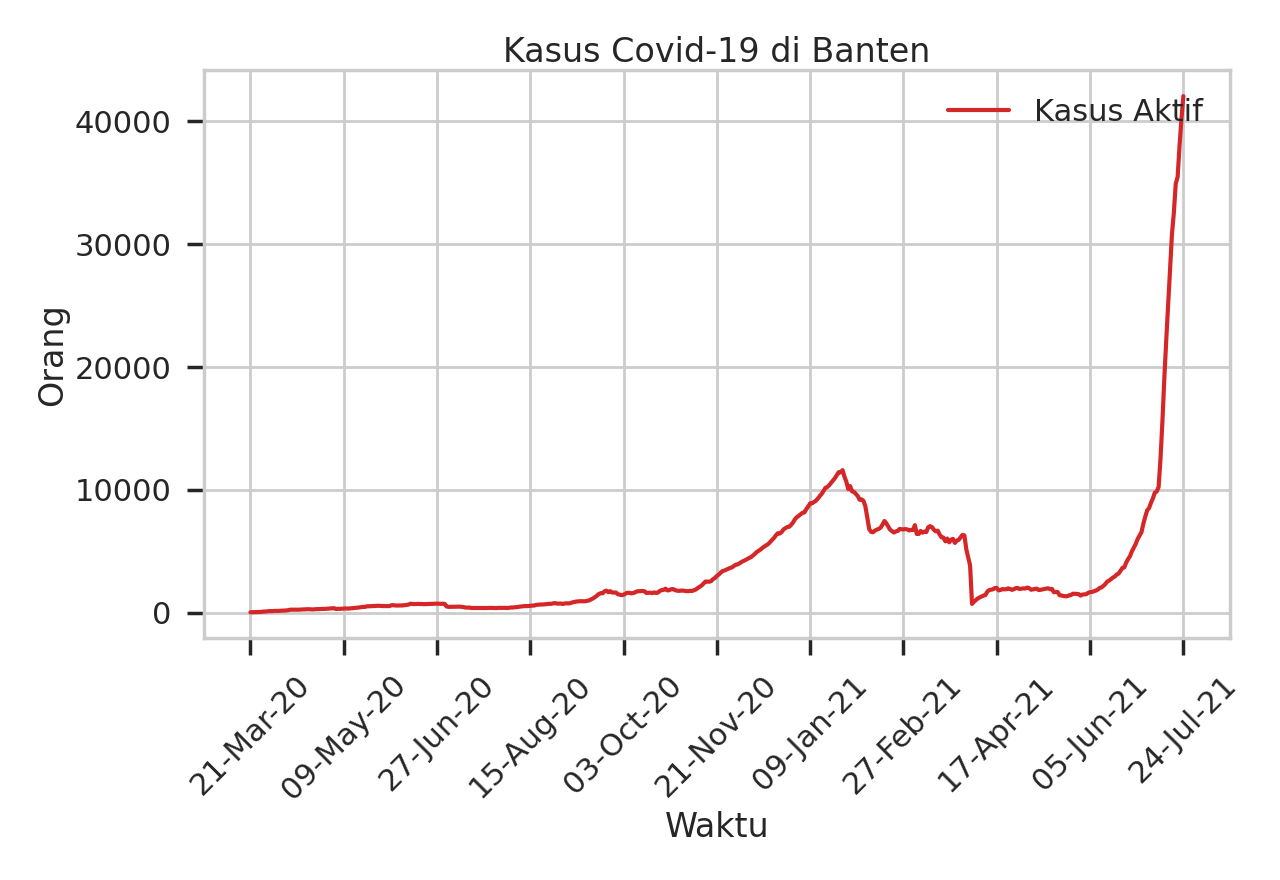 Kasus Covid-19 di Banten
Kasus Aktif
40000
30000
20000
10000
0
Orang
21-Mar-20
09-May-20
27-Jun-20
15-Aug-20
03-Oct-20
21-Nov-20
09-Jan-21
27-Feb-21
17-Apr-21
05-Jun-21
24-Jul-21
Waktu